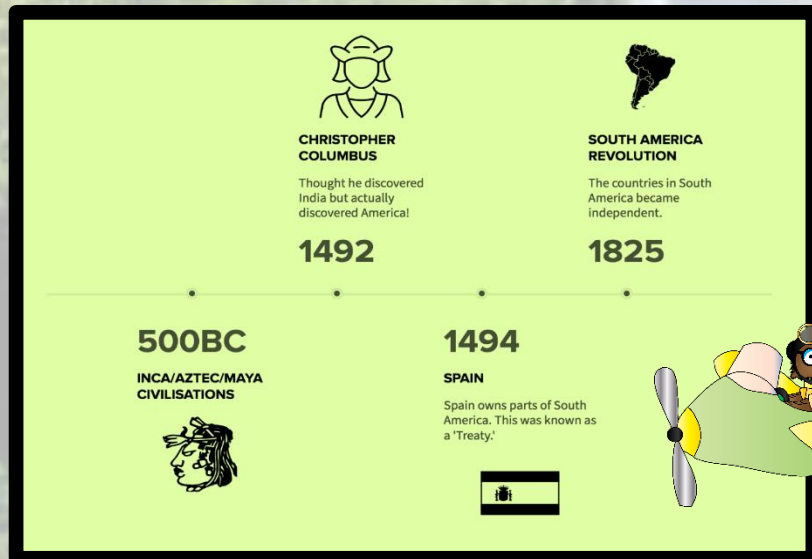 CHRISTOPHER
COLUMBUS
Thought he discovered
India but actually
discovered America!
1492
SOUTH AMERICA
REVOLUTION
The countries in South
America became
independent.
1825
500BC
INCA/AZTEC/MAYA
CIVILISATIONS
1494
SPAIN
Spain owns parts of South
America. This was known as
a 'Treaty.'